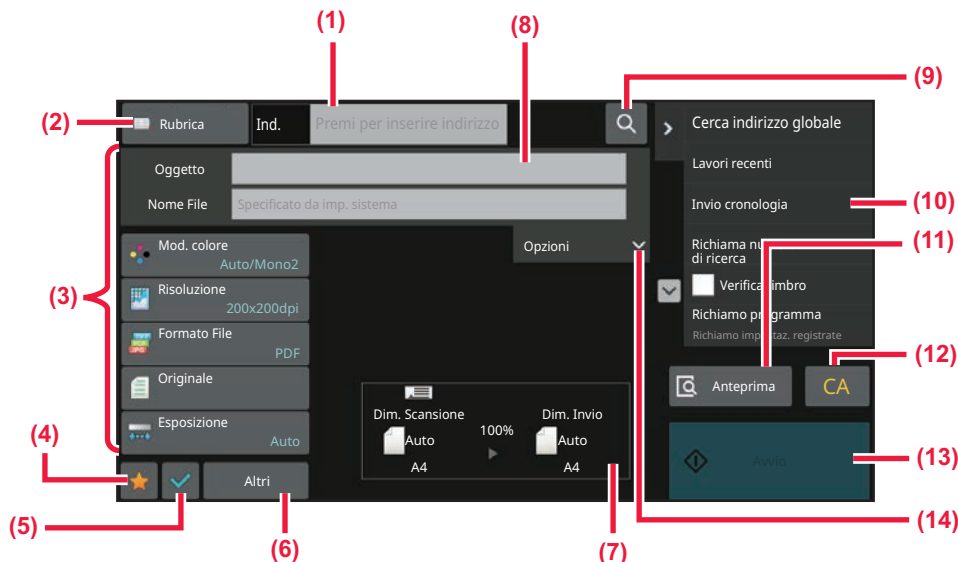 (1)
(8)
(9)
(2)
Rubrica
Ind.
Premi per inserire indirizzo
Cerca indirizzo globale
Oggetto
Lavori recenti
Nome File
Specificato da imp. sistema
Invio cronologia
(10)
Opzioni
Richiama nu
di ricerca
(11)
Mod. colore
Auto/Mono2
(3)
Risoluzione
200x200dpi
Verifica timbro
Formato File
PDF
Richiamo programma
Richiamo impostaz. registrate
(12)
Originale
Anteprima
CA
Esposizione
Auto
Dim. Scansione
Dim. Invio
100%
Auto
Auto
A4
A4
(4)
Altri
Avvio
(13)
(5)
(6)
(7)
(14)